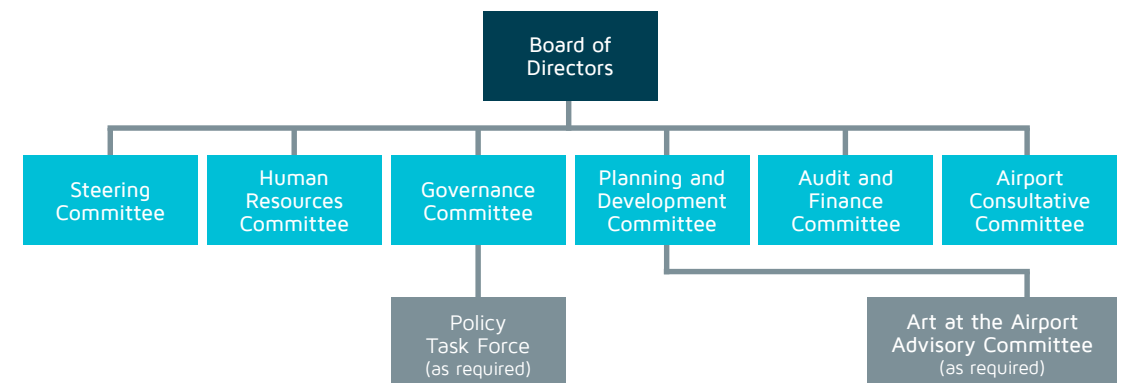 Board of
Directors
Steering
Committee
Human
Resources
Committee
Governance
Committee
Planning and
Development
Committee
Audit and
Finance
Committee
Airport
Consultative
Committee
Policy
Task Force
(as required)
Art at the Airport
Advisory Committee
(as required)